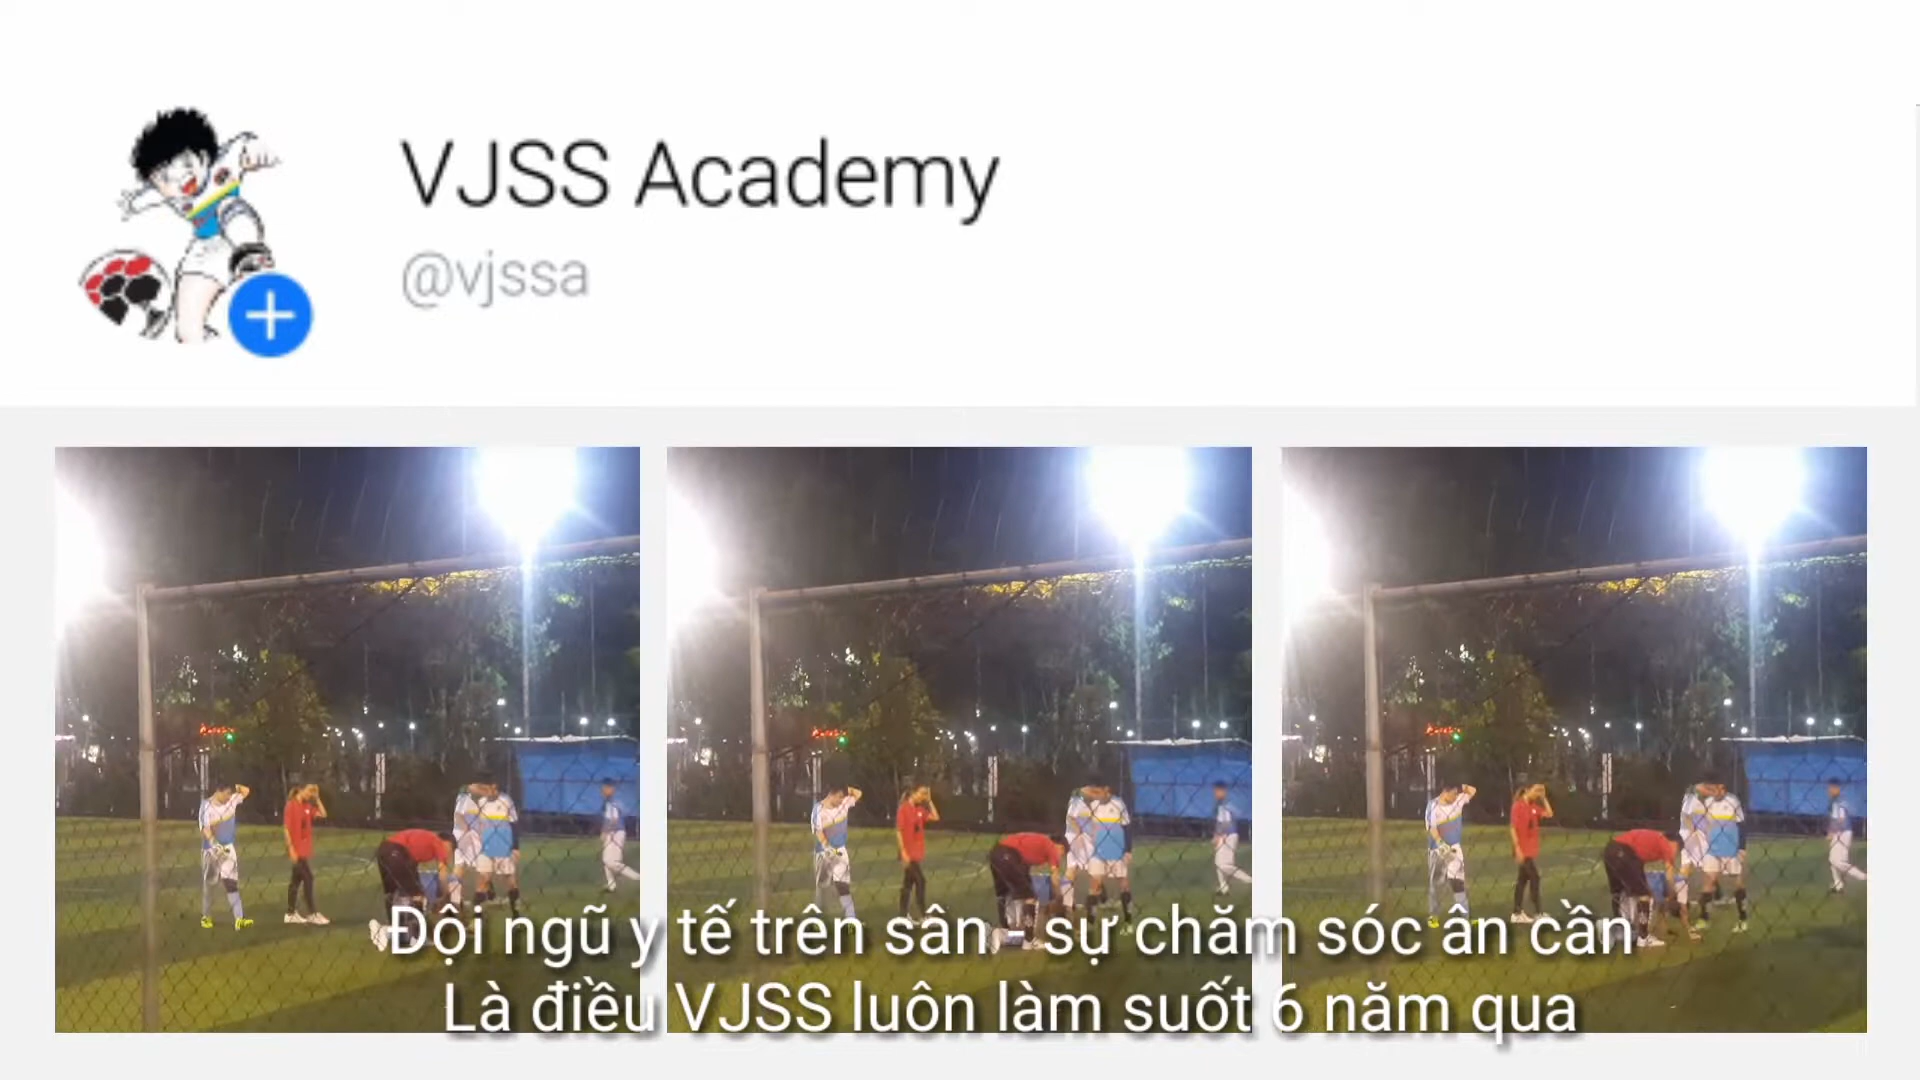 VJSS Academy
@vjssa
Đội ngũ y tế trên sân - sự chăm sóc ân cần
Là điều VJSS luôn làm suốt 6 năm qua